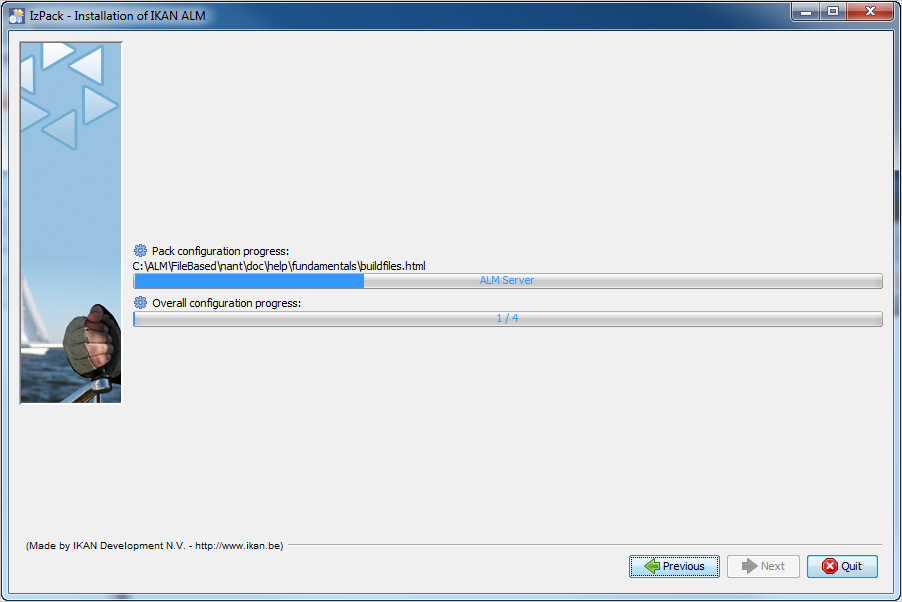 IzPack - Installation of IKAN ALM
Pack configuration progress:
C:\ALM\FileBased\nant\doc\help\fundamentals\buildfiles.html
ALM Server
Overall configuration progress:
1 / 4
(Made by IKAN Development N.V. - http://www.ikan.be)
Previous Next Quit